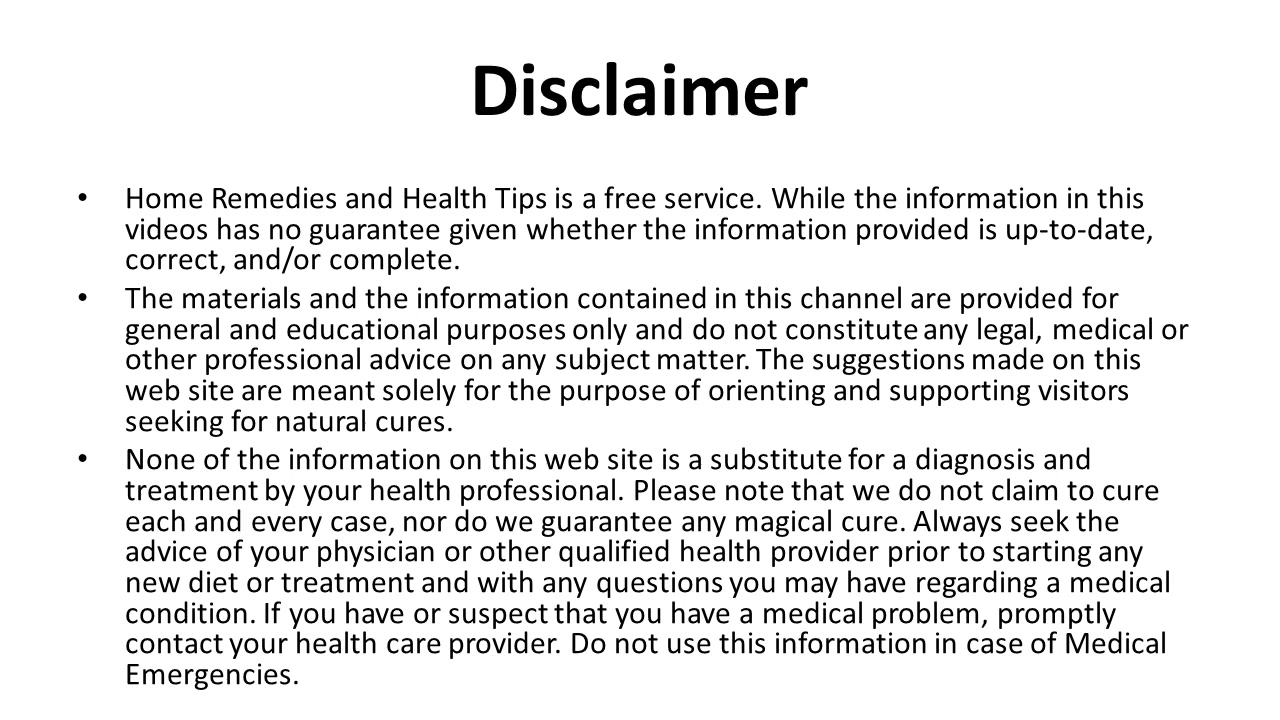 Disclaimer
• Home Remedies and Health Tips is a free service. While the information in this
videos has no guarantee given whether the information provided is up-to-date,
correct, and/or complete.
• The materials and the information contained in this channel are provided for
general and educational purposes only and do not constitute any legal, medical or
other professional advice on any subject matter. The suggestions made on this
web site are meant solely for the purpose of orienting and supporting visitors
seeking for natural cures.
• None of the information on this web site is a substitute for a diagnosis and
treatment by your health professional. Please note that we do not claim to cure
each and every case, nor do we guarantee any magical cure. Always seek the
advice of your physician or other qualified health provider prior to starting any
new diet or treatment and with any questions you may have regarding a medical
condition. If you have or suspect that you have a medical problem, promptly
contact your health care provider. Do not use this information in case of Medical
Emergencies.